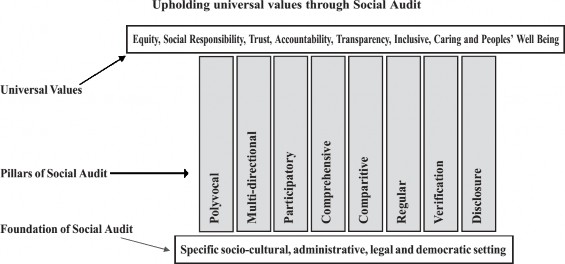 Upholding universal values through Social Audit
Equity, Social Responsibility, Trust, Accountability, Transparency, Inclusive, Caring and Peoples' Well Being
Universal Values
Pillars of Social Audit
Polyvocal
Multi-directional
Participatory
Comprehensive
Comparitive
Regular
Verification
Disclosure
Foundation of Social Audit
Specific socio-cultural, administrative, legal and democratic setting